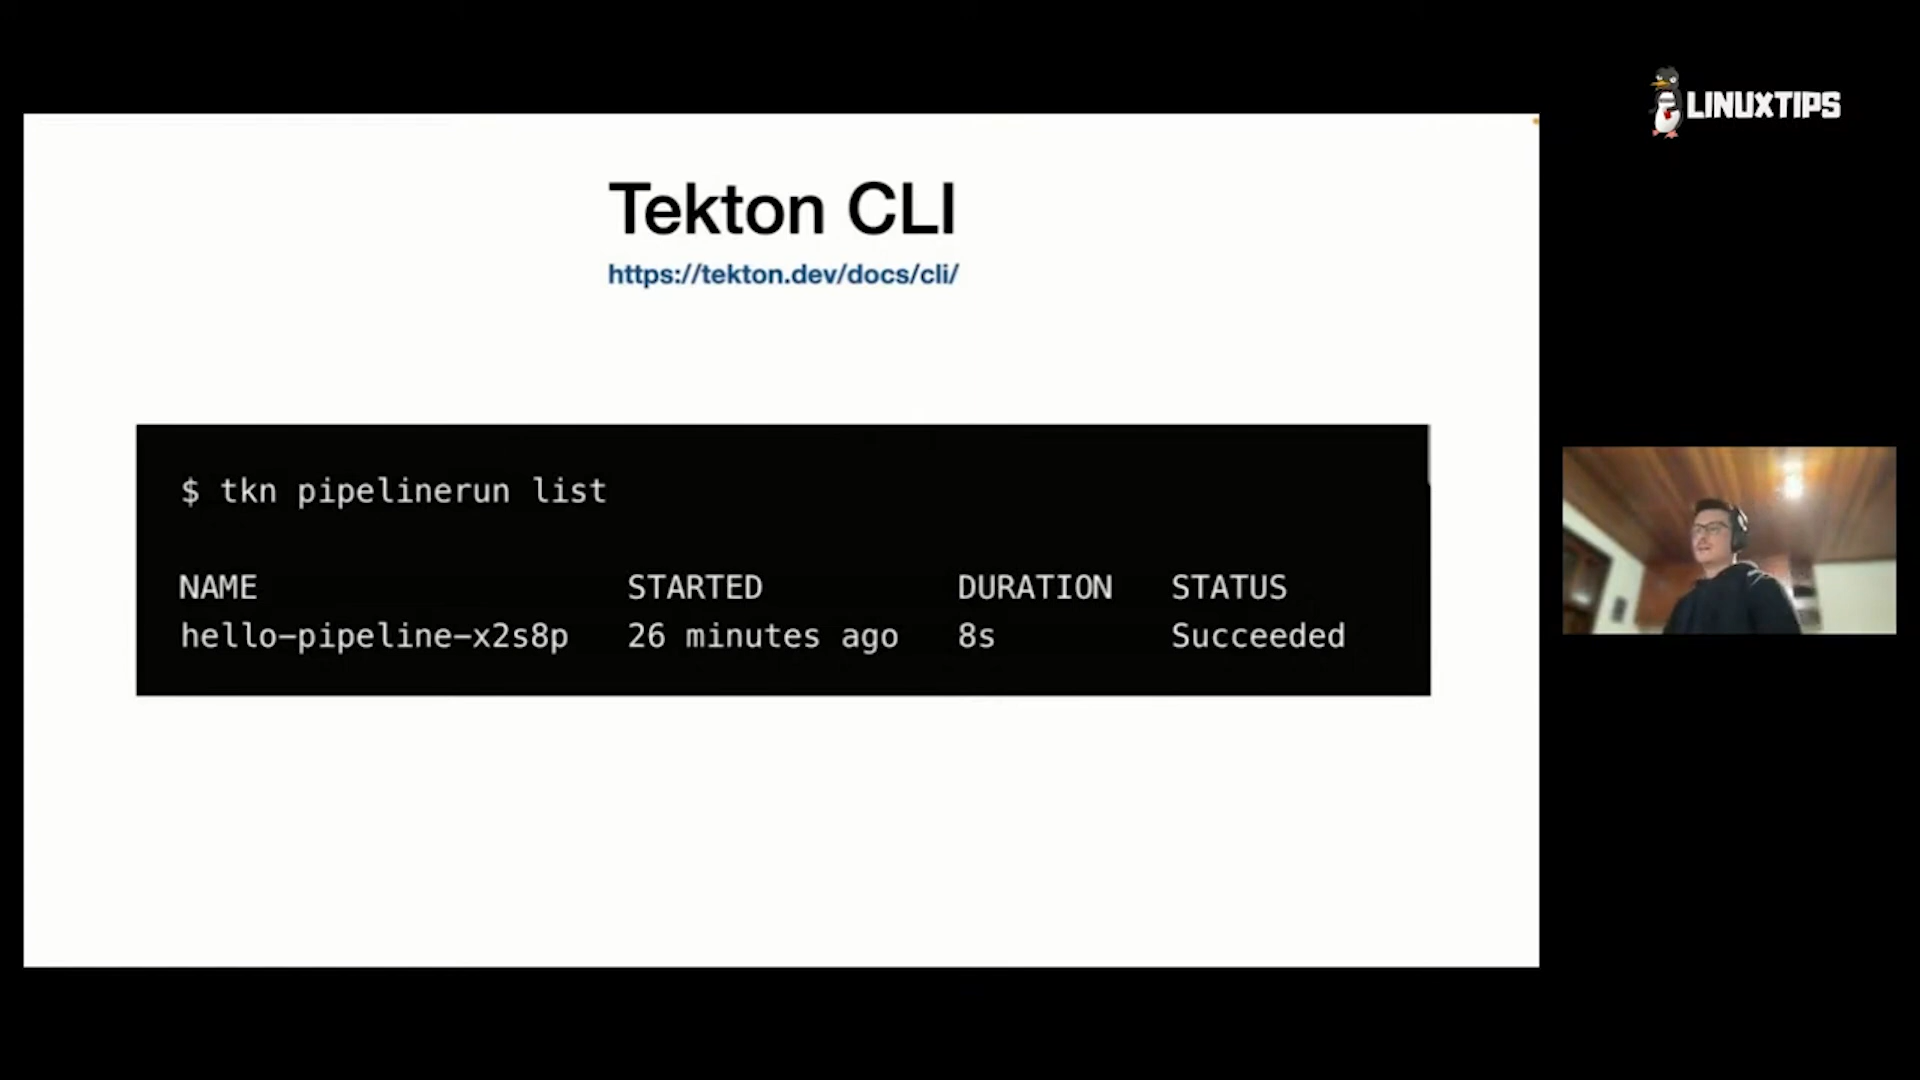 LINUXTIPS
Tekton CLI
https://tekton.dev/docs/cli/
$ tkn pipelinerun list
NAME STARTED DURATION STATUS
hello-pipeline-x2s8p 26 minutes ago 8s Succeeded